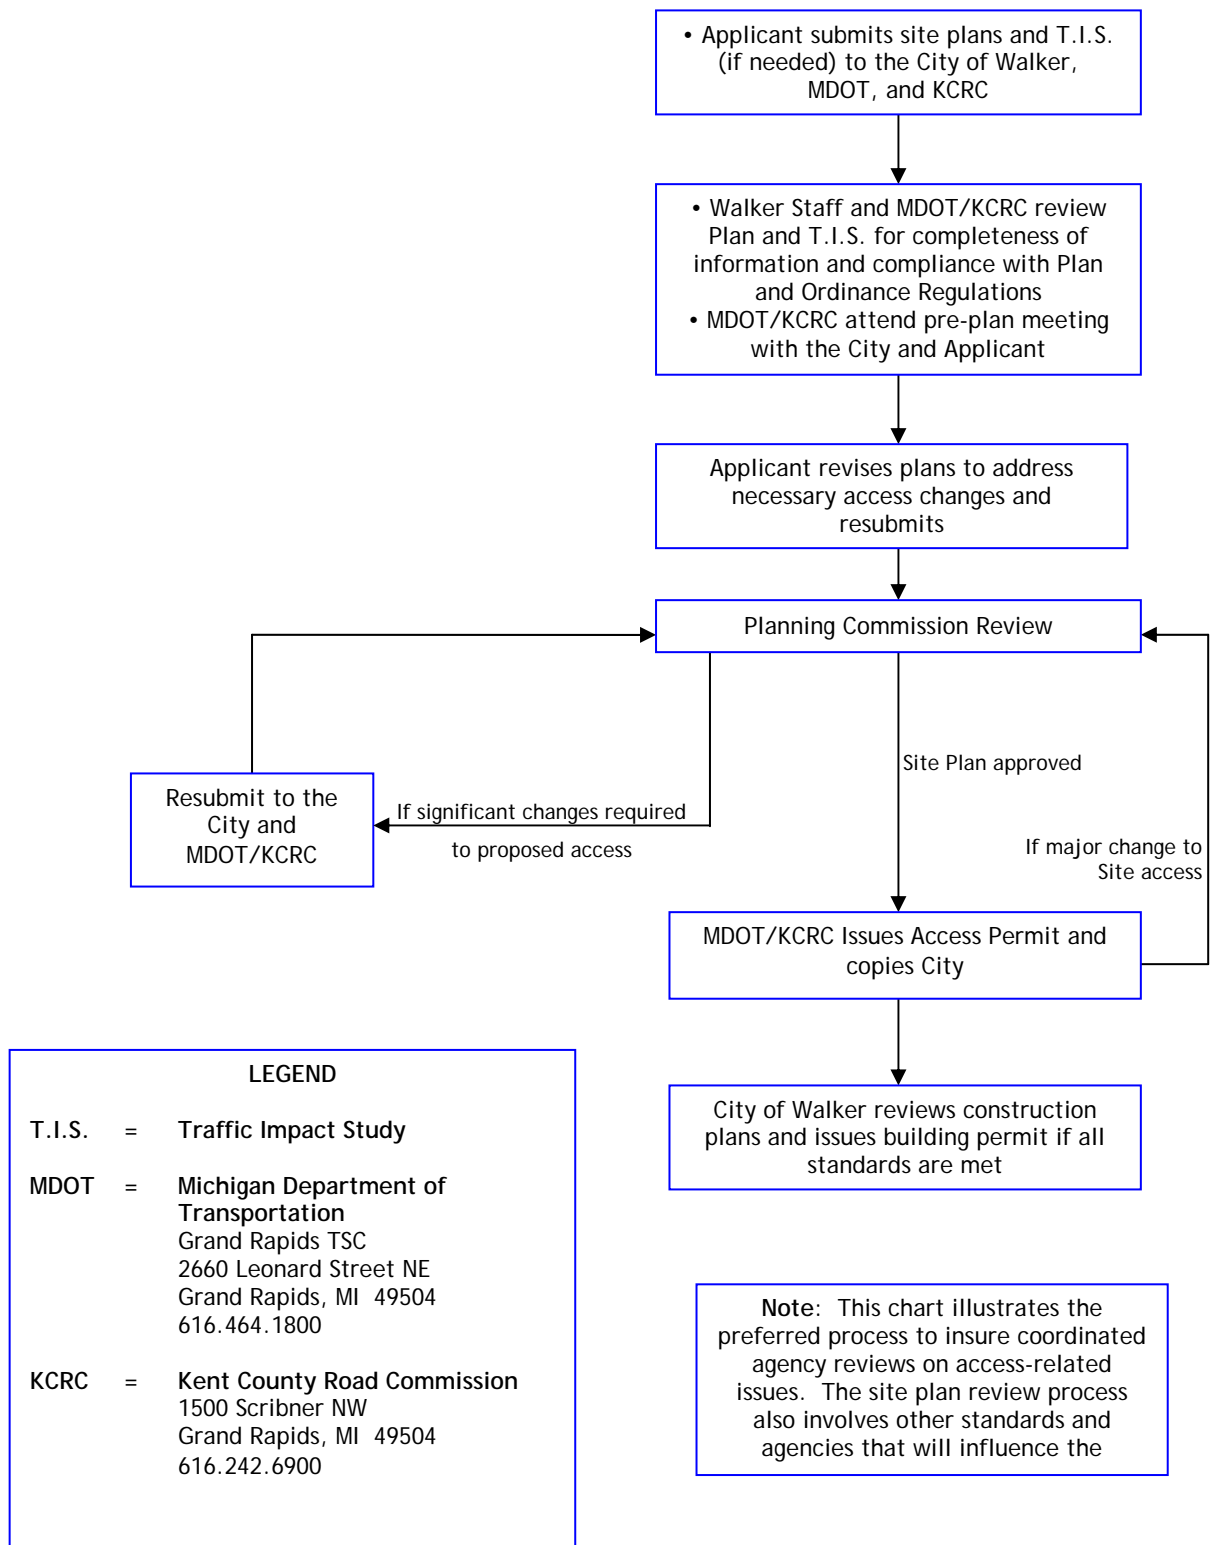 • Applicant submits site plans and T.I.S.
(if needed) to the City of Walker,
MDOT, and KCRC
• Walker Staff and MDOT/KCRC review
Plan and T.I.S. for completeness of
information and compliance with Plan
and Ordinance Regulations
• MDOT/KCRC attend pre-plan meeting
with the City and Applicant
Applicant revises plans to address
necessary access changes and
resubmits
Planning Commission Review
Site Plan approved
Resubmit to the
City and
MDOT/KCRC
If significant changes required
to proposed access
If major change to
Site access
MDOT/KCRC Issues Access Permit and
copies City
City of Walker reviews construction
plans and issues building permit if all
standards are met
LEGEND
T.I.S. = Traffic Impact Study
MDOT = Michigan Department of
Transportation
Grand Rapids TSC
2660 Leonard Street NE
Grand Rapids, MI 49504
616.464.1800
KCRC = Kent County Road Commission
1500 Scribner NW
Grand Rapids, MI 49504
616.242.6900
Note: This chart illustrates the
preferred process to insure coordinated
agency reviews on access-related
issues. The site plan review process
also involves other standards and
agencies that will influence the